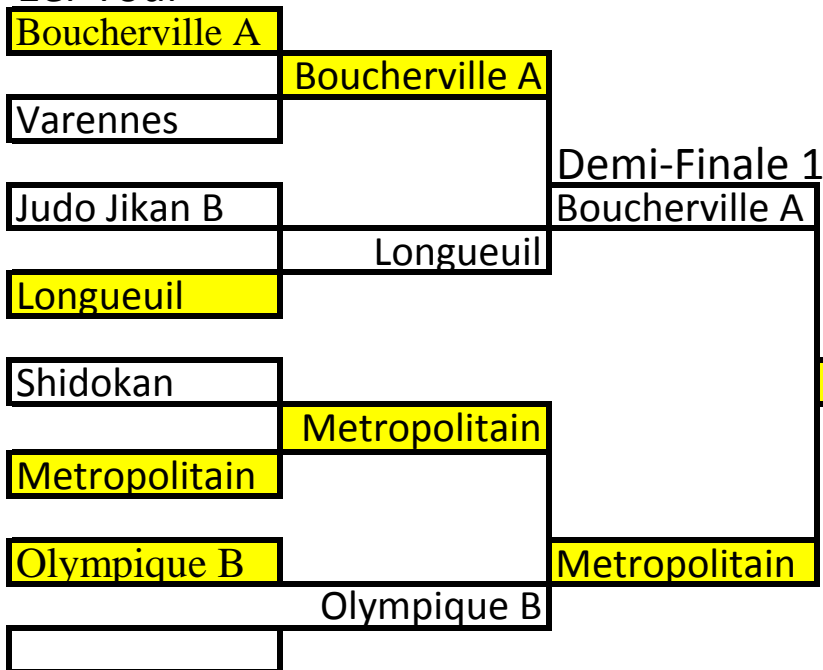 Boucherville A
Boucherville A
Varennes
Demi-Finale 1
Judo Jikan B
Boucherville A
Longueuil
Longueuil
Shidokan
Metropolitain
Metropolitain
Olympique B
Metropolitain
Olympique B